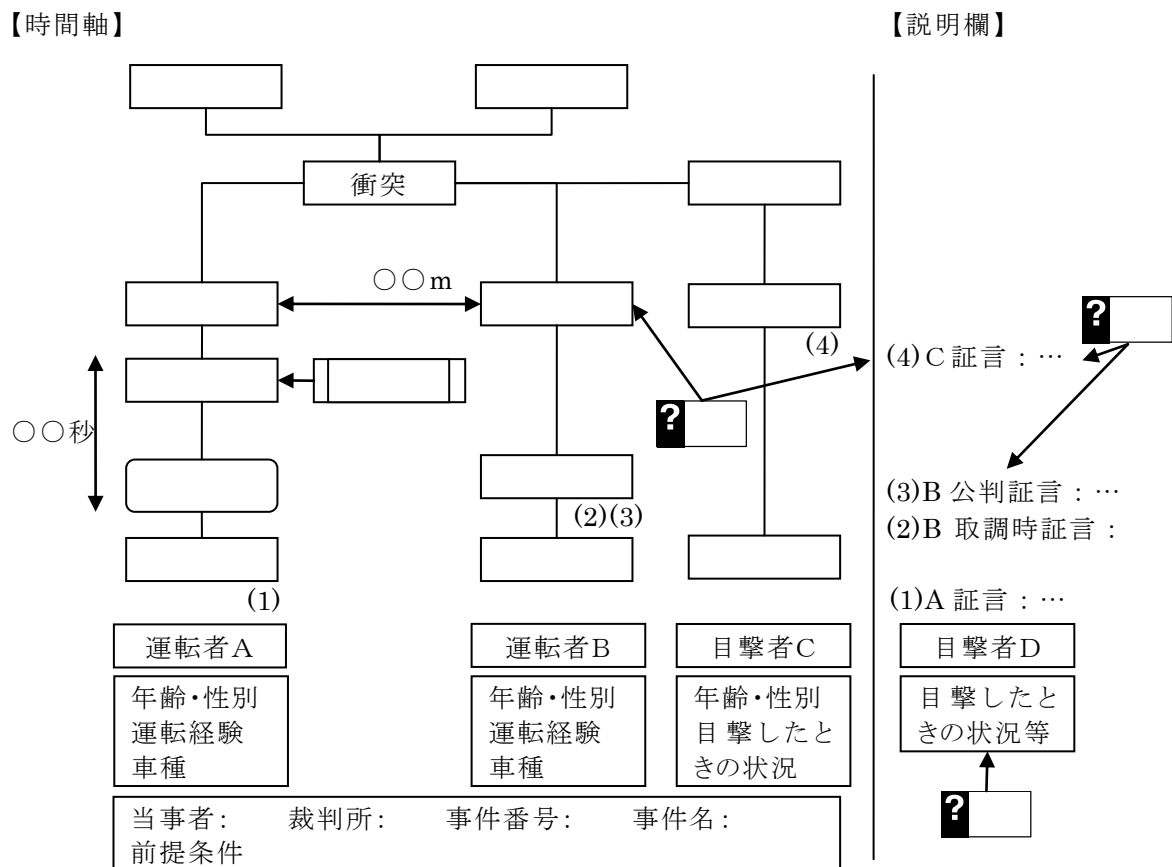 【時間軸】
【説明欄】
衝突
○○m
(4)
?
(4)C 証言：…
○○秒
?
(2)(3)
(3)B 公判証言：…
(2)B 取調時証言：
(1)
(1)A 証言：…
運転者A
運転者B
目撃者C
目撃者D
年齢・性別
運転経験
車種
年齢・性別
運転経験
車種
年齢・性別
目撃したと
きの状況
目撃したと
きの状況等
?
当事者： 裁判所： 事件番号： 事件名：
前提条件